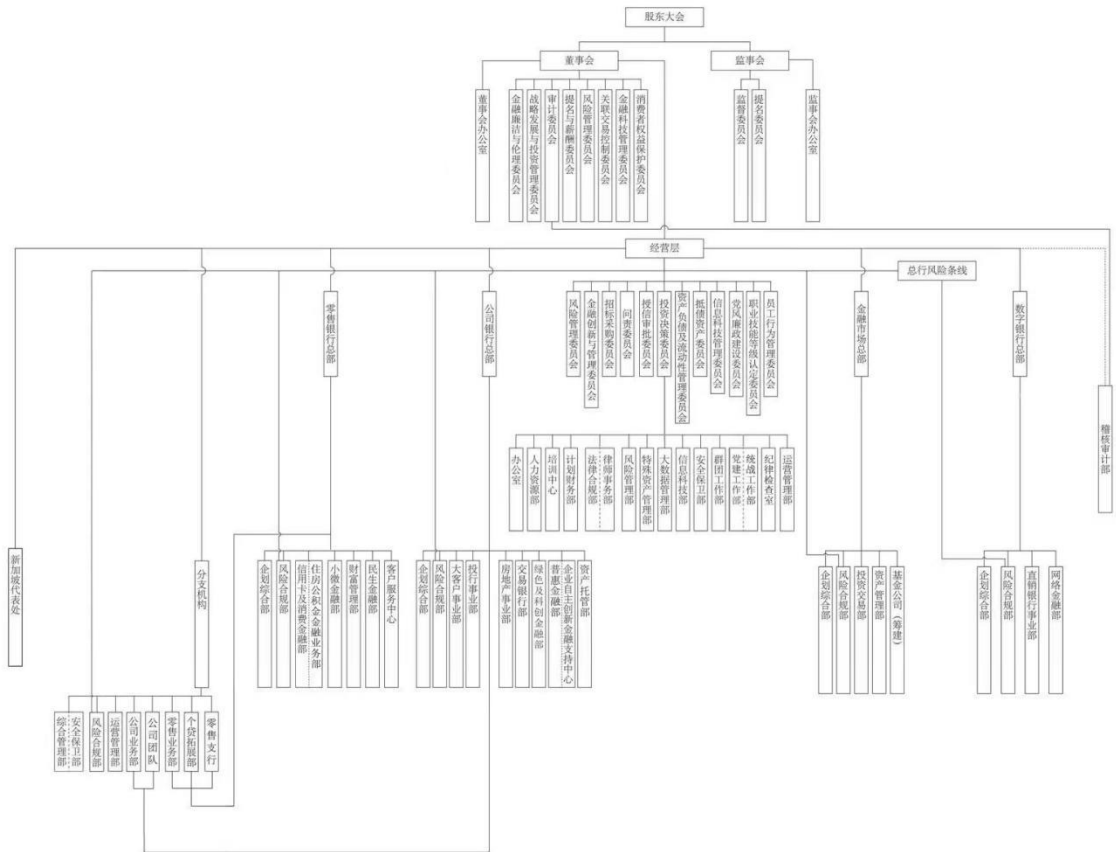 股东大会
董事会
监事会
董事会办公室
金融廉洁与伦理委员会
战略发展与投资管理委员会
审计委员会
提名与薪酬委员会
风险管理委员会
关联交易控制委员会
金融科技管理委员会
消费者权益保护委员会
监督委员会
提名委员会
监事会办公室
经营层
总行风险条线
零售银行总部
公司银行总部
风险管理委员会
金融创新与管理委员会
招标采购委员会
问责委员会
授信审批委员会
投资决策委员会
资产负债及流动性管理委员会
抵债资产委员会
信息科技管理委员会
党风廉政建设委员会
职业技能等级认定委员会
员工行为管理委员会
金融市场总部
数字银行总部
稽核审计部
办公室
人力资源部
培训中心
计划财务部
法律合规部
律师事务部
风险管理部
特殊资产管理部
大数据管理部
信息科技部
安全保卫部
群团工作部
党建工作部
统战工作部
纪律检查室
运营管理部
新加坡代表处
分支机构
企划综合部
风险合规部
信用卡及消费金融部
住房公积金金融业务部
小微金融部
财富管理部
民生金融部
客户服务中心
企划综合部
风险合规部
大客户事业部
投行事业部
房地产事业部
交易银行部
绿色及科创金融部
普惠金融部
企业自主创新金融支持中心
资产托管部
企划综合部
风险合规部
投资交易部
资产管理部
基金公司（筹建）
企划综合部
风险合规部
直销银行事业部
网络金融部
综合管理部
安全保卫部
风险合规部
运营管理部
公司业务部
公司团队
零售业务部
个贷拓展部
零售支行